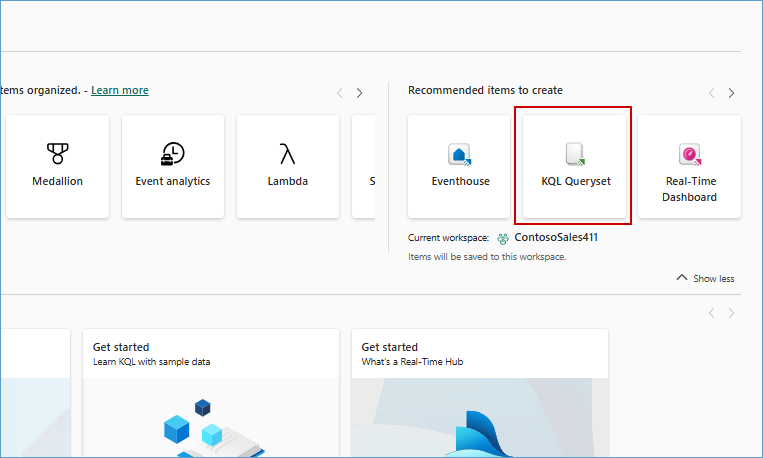 tems organized. - Learn more
Medallion
Event analytics
Lambda
S
Recommended items to create
Eventhouse
KQL Queryset
Real-Time
Dashboard
Current workspace: ContosoSales411
Items will be saved to this workspace.
Show less
Get started
Learn KQL with sample data
Get started
What's a Real-Time Hub